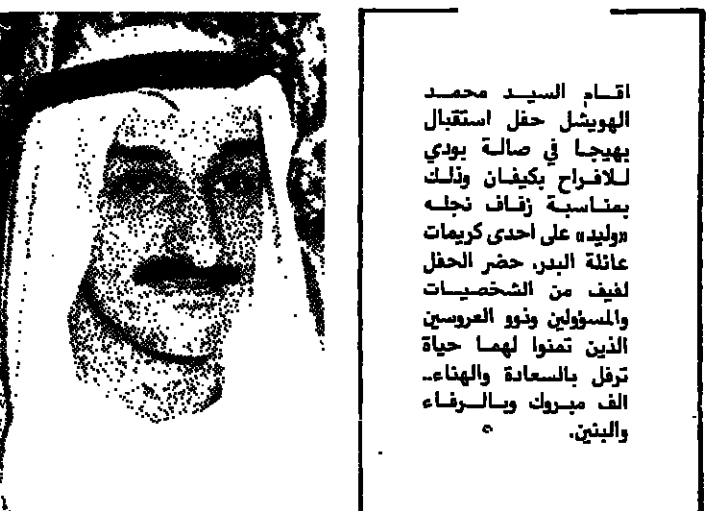 اقام السيد محمد
الهويشل حفل استقبال
بهيجا في صالة بودي
للافراح بكيفان وذلك
بمناسبة زفاف نجله
«وليد» على احدى كريمات
عائلة البدر. حضر الحفل
لفيف من الشخصيات
والمسؤولين وذوو العروسين
الذين تمنوا لهما حياة
ترفل بالسعادة والهناء..
الف مبروك وبالرفاء
والبنين.